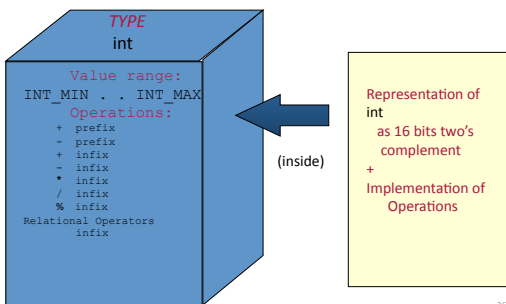 TYPE
int
Value range:
INT_MIN . . INT_MAX
Operations:
+ prefix
- prefix
+ infix
- infix
* infix
/ infix
% infix
Relational Operators
infix
(inside)
Representation of
int
as 16 bits two's
complement
+
Implementation of
Operations